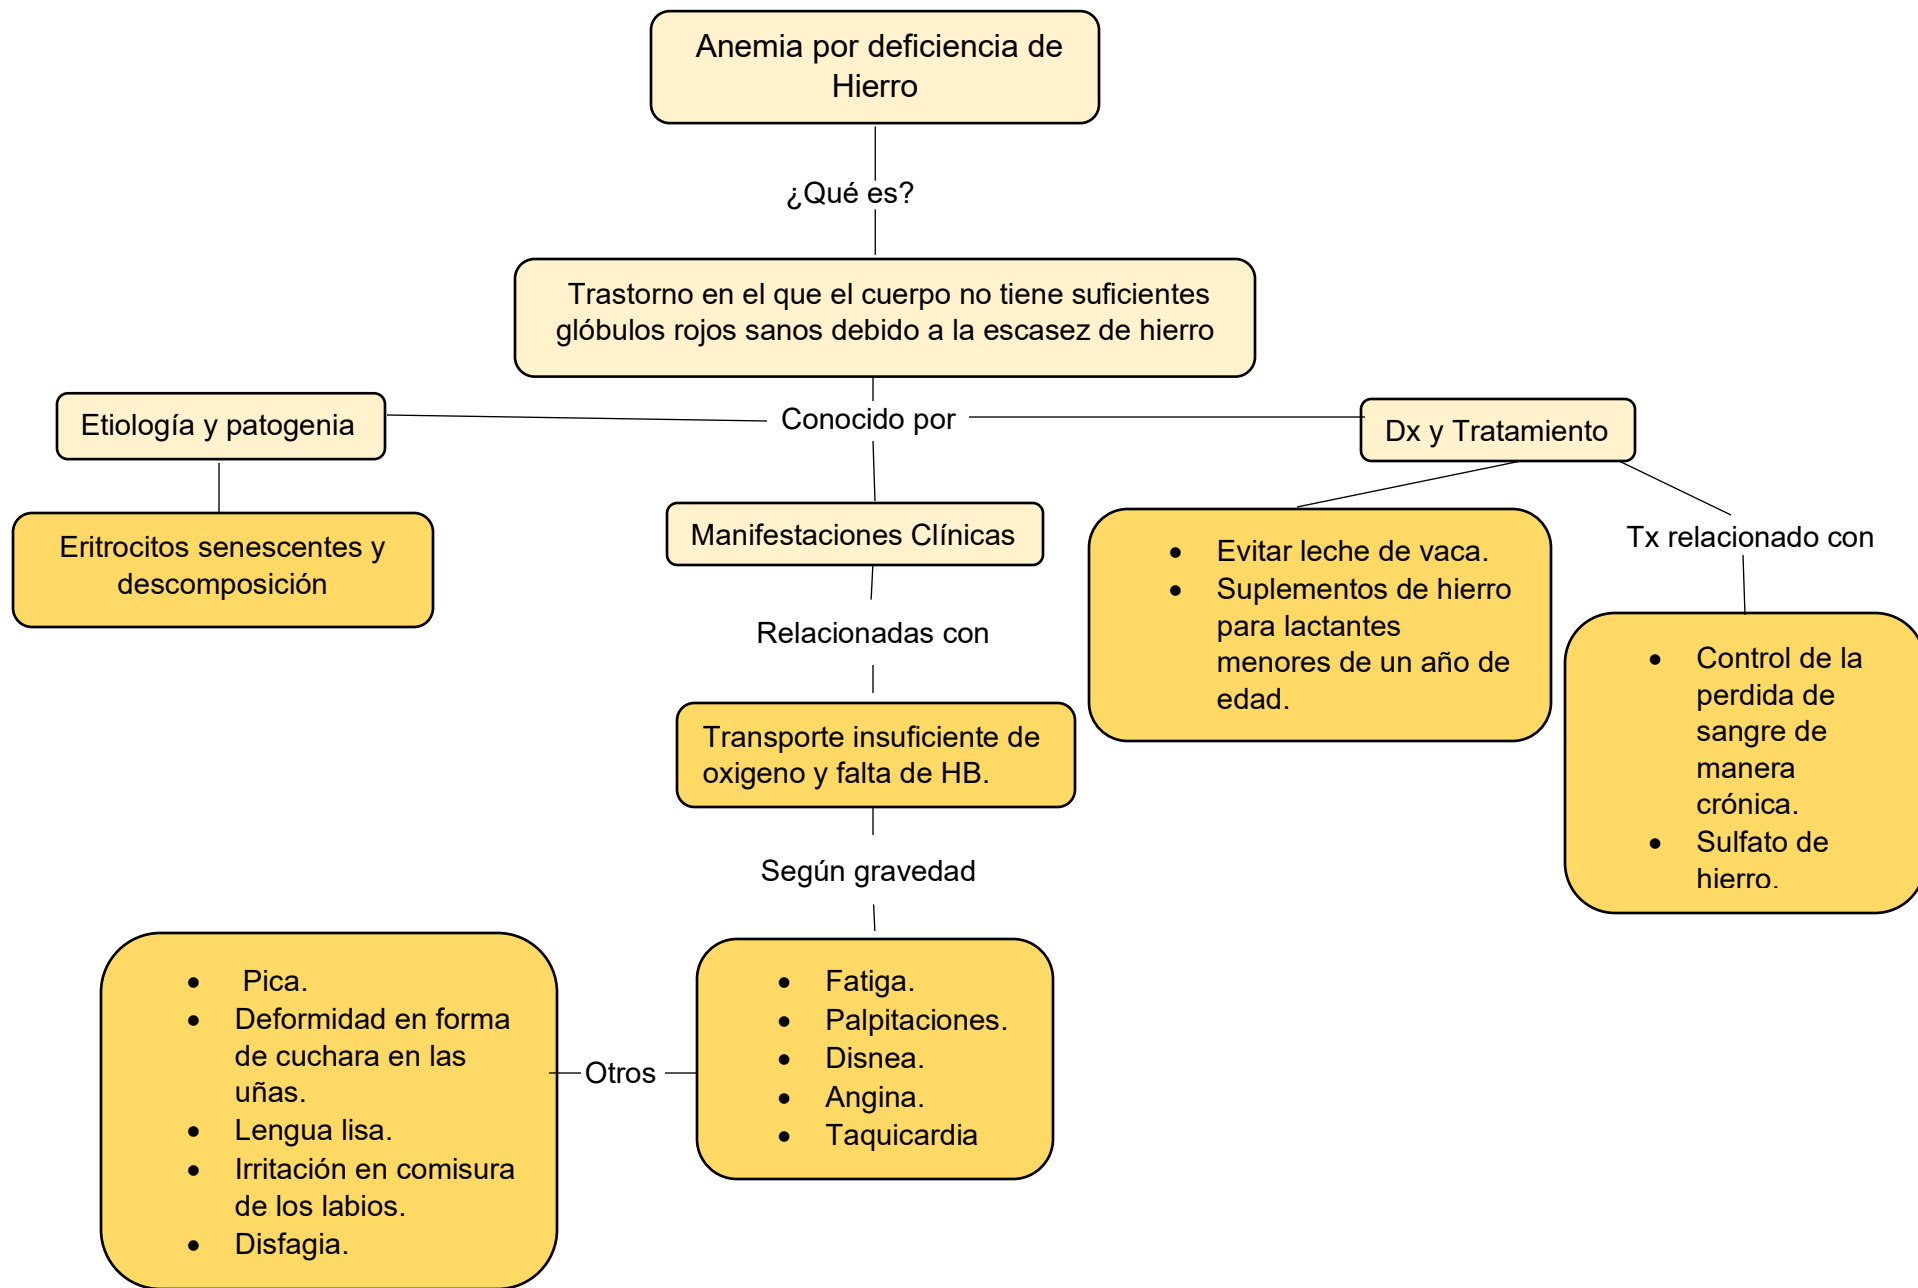 Anemia por deficiencia de
Hierro
¿Qué es?
Trastorno en el que el cuerpo no tiene suficientes
glóbulos rojos sanos debido a la escasez de hierro
Conocido por
Etiología y patogenia
Eritrocitos senescentes y
descomposición
Manifestaciones Clínicas
Relacionadas con
Transporte insuficiente de
oxigeno y falta de HB.
Según gravedad
• Fatiga.
• Palpitaciones.
• Disnea.
• Angina.
• Taquicardia
Otros
• Pica.
• Deformidad en forma
de cuchara en las
uñas.
• Lengua lisa.
• Irritación en comisura
de los labios.
• Disfagia.
Dx y Tratamiento
• Evitar leche de vaca.
• Suplementos de hierro
para lactantes
menores de un año de
edad.
Tx relacionado con
• Control de la
perdida de
sangre de
manera
crónica.
• Sulfato de
hierro.